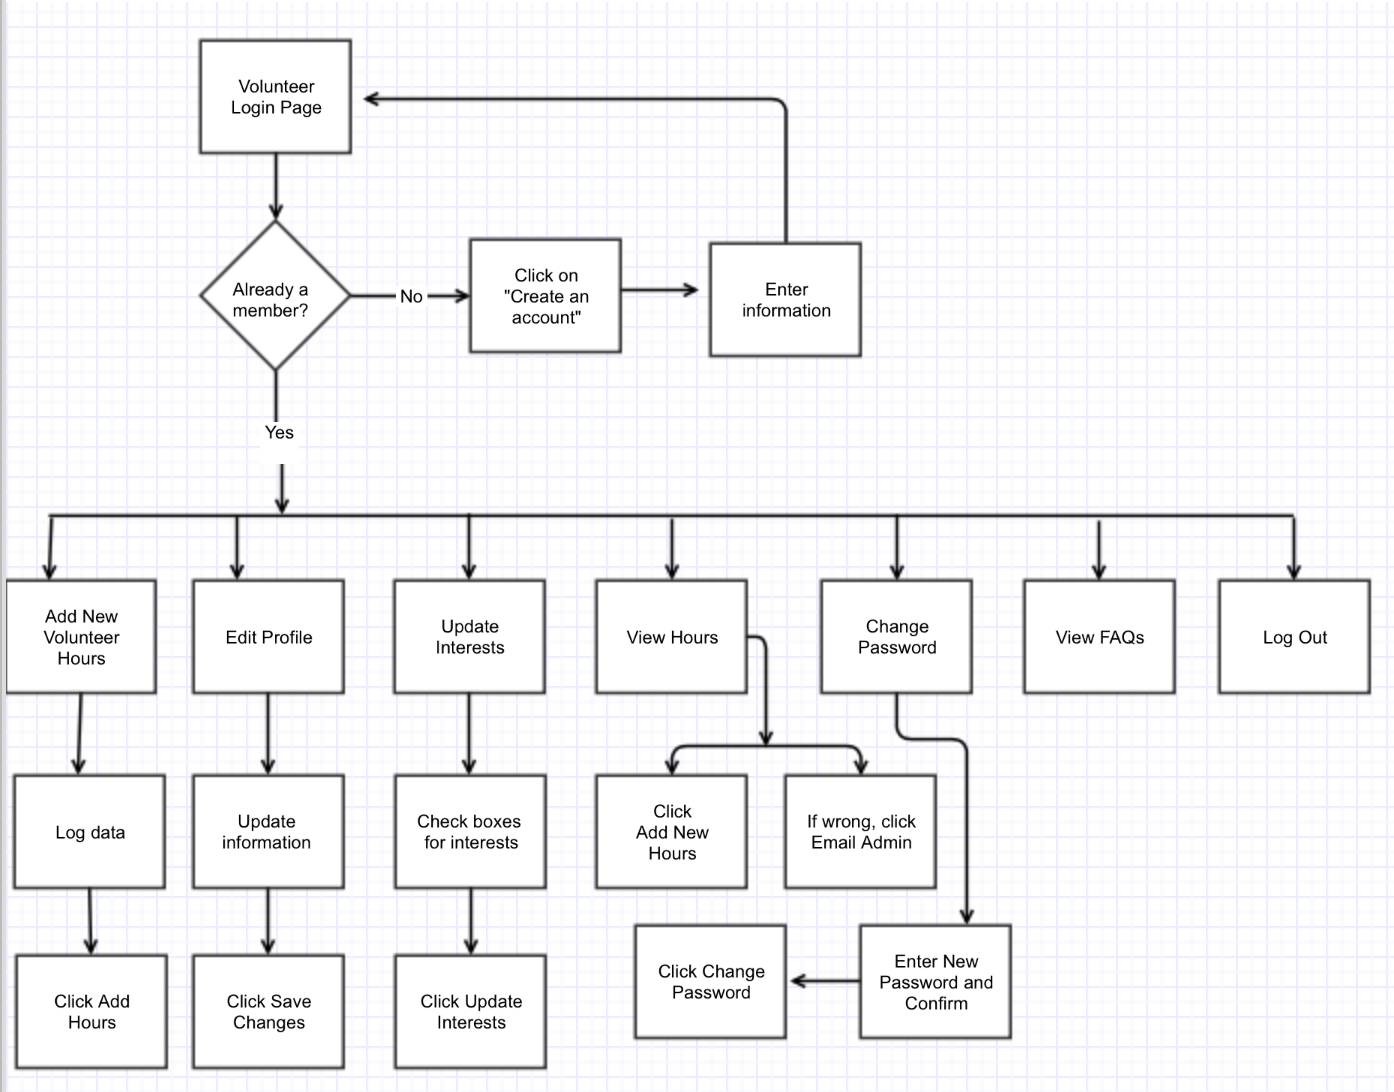 Volunteer
Login Page
Already a
member?
No
Click on
"Create an
account"
Enter
information
Yes
Add New
Volunteer
Hours
Edit Profile
Update
Interests
View Hours
Change
Password
View FAQs
Log Out
Log data
Update
information
Check boxes
for interests
Click
Add New
Hours
If wrong, click
Email Admin
Click Add
Hours
Click Save
Changes
Click Update
Interests
Click Change
Password
Enter New
Password and
Confirm